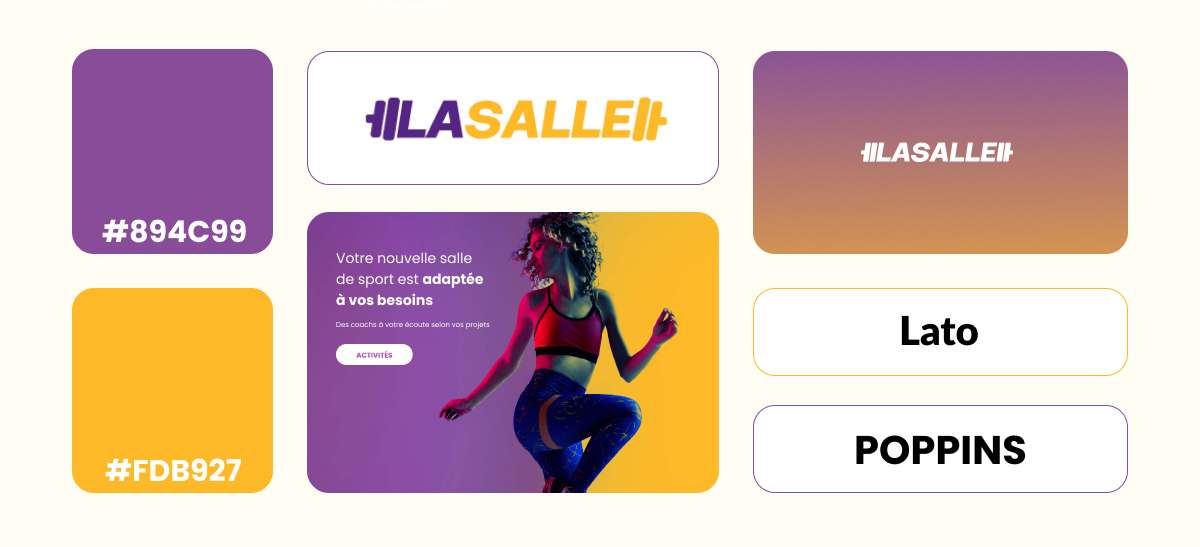 #894C99
LASALLE
LASALLE
Votre nouvelle salle
de sport est adaptée
à vos besoins
Des coachs à votre écoute selon vos projets
ACTIVITÉS
#FDB927
Lato
POPPINS